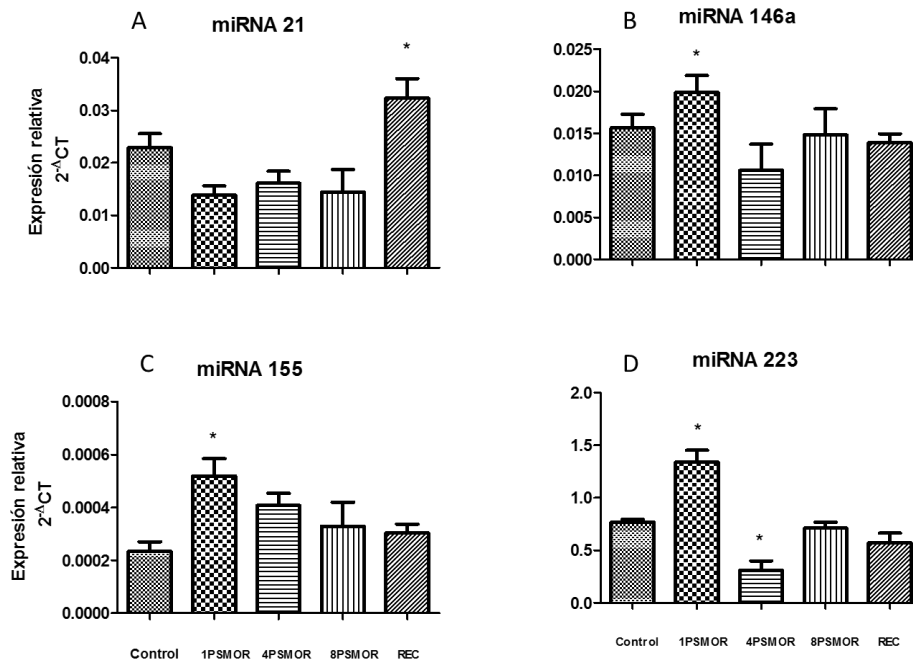 A
miRNA 21
Expresión relativa
2-ΔCT
0.04
0.03
0.02
0.01
0.00
*
B
miRNA 146a
0.025
0.020
0.015
0.010
0.005
0.000
*
C
miRNA 155
Expresión relativa
2-ΔCT
0.0008
0.0006
0.0004
0.0002
0.0000
*
Control 1PSMOR 4PSMOR 8PSMOR REC
D
miRNA 223
2.0
1.5
1.0
0.5
0.0
*
*
Control 1PSMOR 4PSMOR 8PSMOR REC